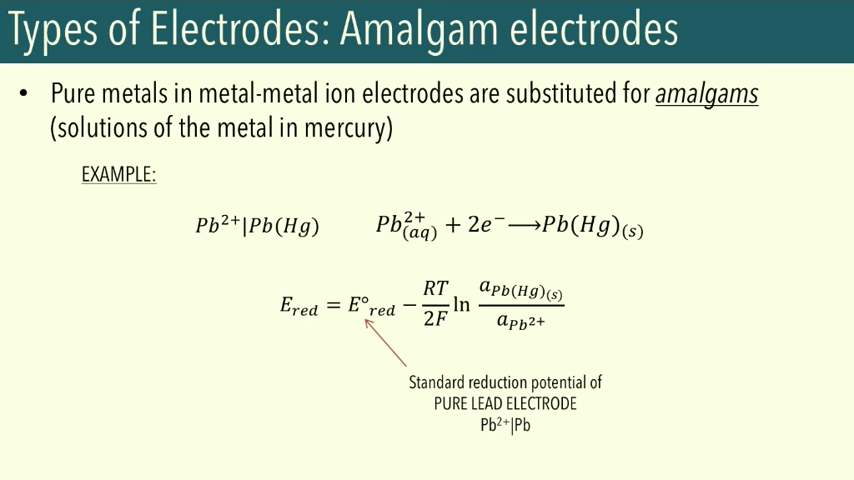 Types of Electrodes: Amalgam electrodes
• Pure metals in metal-metal ion electrodes are substituted for amalgams
(solutions of the metal in mercury)
EXAMPLE:
Pb²⁺|Pb(Hg) Pb²⁺(aq) + 2e⁻ ⟶ Pb(Hg)(s)
E_red = E°_red − RT/2F ln a_Pb(Hg)(s)/a_Pb²⁺
Standard reduction potential of
PURE LEAD ELECTRODE
Pb²⁺|Pb